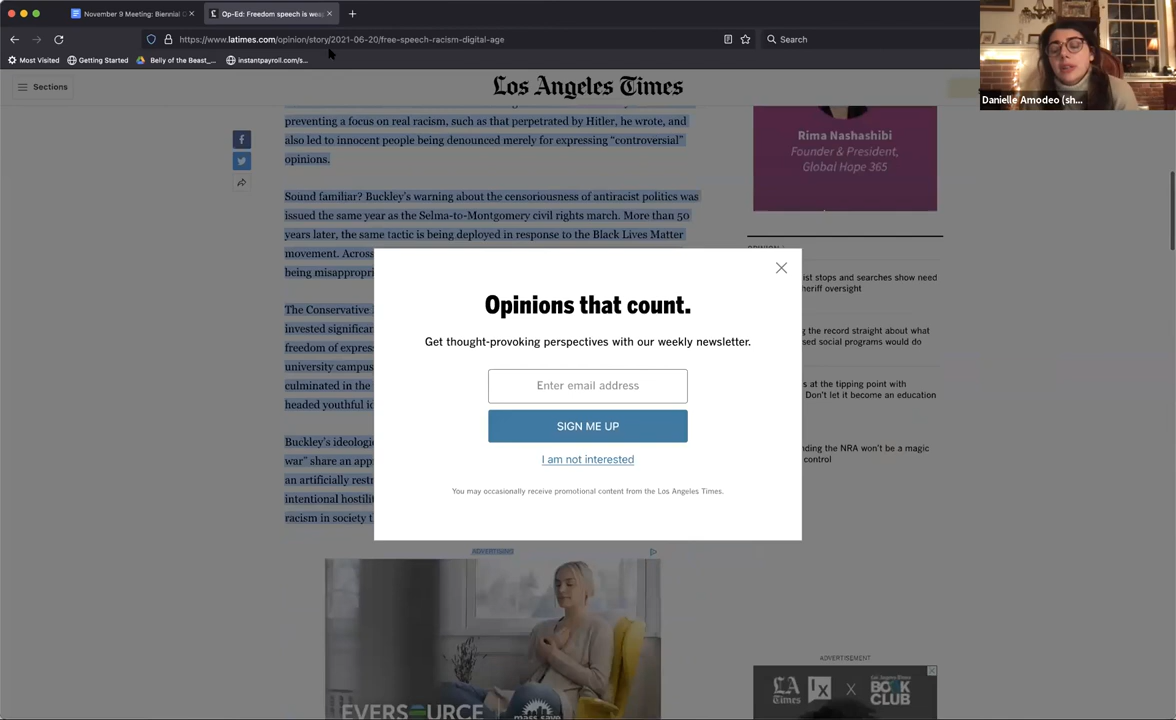 November 9 Meeting: Biennial
Op-Ed: Freedom speech is wea
https://www.latimes.com/opinion/story/2021-06-20/free-speech-racism-digital-age
Search
Most Visited
Getting Started
Belly of the Beast_...
instantpayroll.com/s...
Danielle Amodeo (sh...
Sections
Los Angeles Times
preventing a focus on real racism, such as that perpetrated by Hitler, he wrote, and
also led to innocent people being denounced merely for expressing “controversial”
opinions.
Sound familiar? Buckley’s warning about the censoriousness of antiracist politics was
issued the same year as the Selma-to-Montgomery civil rights march. More than 50
years later, the same tactic is being deployed in response to the Black Lives Matter
movement. Across
being misappropri
The Conservative
invested significan
freedom of express
university campus
culminated in the
headed youthful id
Buckley’s ideologic
war” share an app
an artificially restr
intentional hostilit
racism in society t
Rima Nashashibi
Founder & President,
Global Hope 365
OPINION
ist stops and searches show need
heriff oversight
g the record straight about what
sed social programs would do
s at the tipping point with
Don't let it become an education
nding the NRA won't be a magic
control
Opinions that count.
Get thought-provoking perspectives with our weekly newsletter.
Enter email address
SIGN ME UP
I am not interested
You may occasionally receive promotional content from the Los Angeles Times.
ADVERTISING
EVERSOURCE
mass save
ADVERTISEMENT
LA TIMES
X
BOOK
CLUB